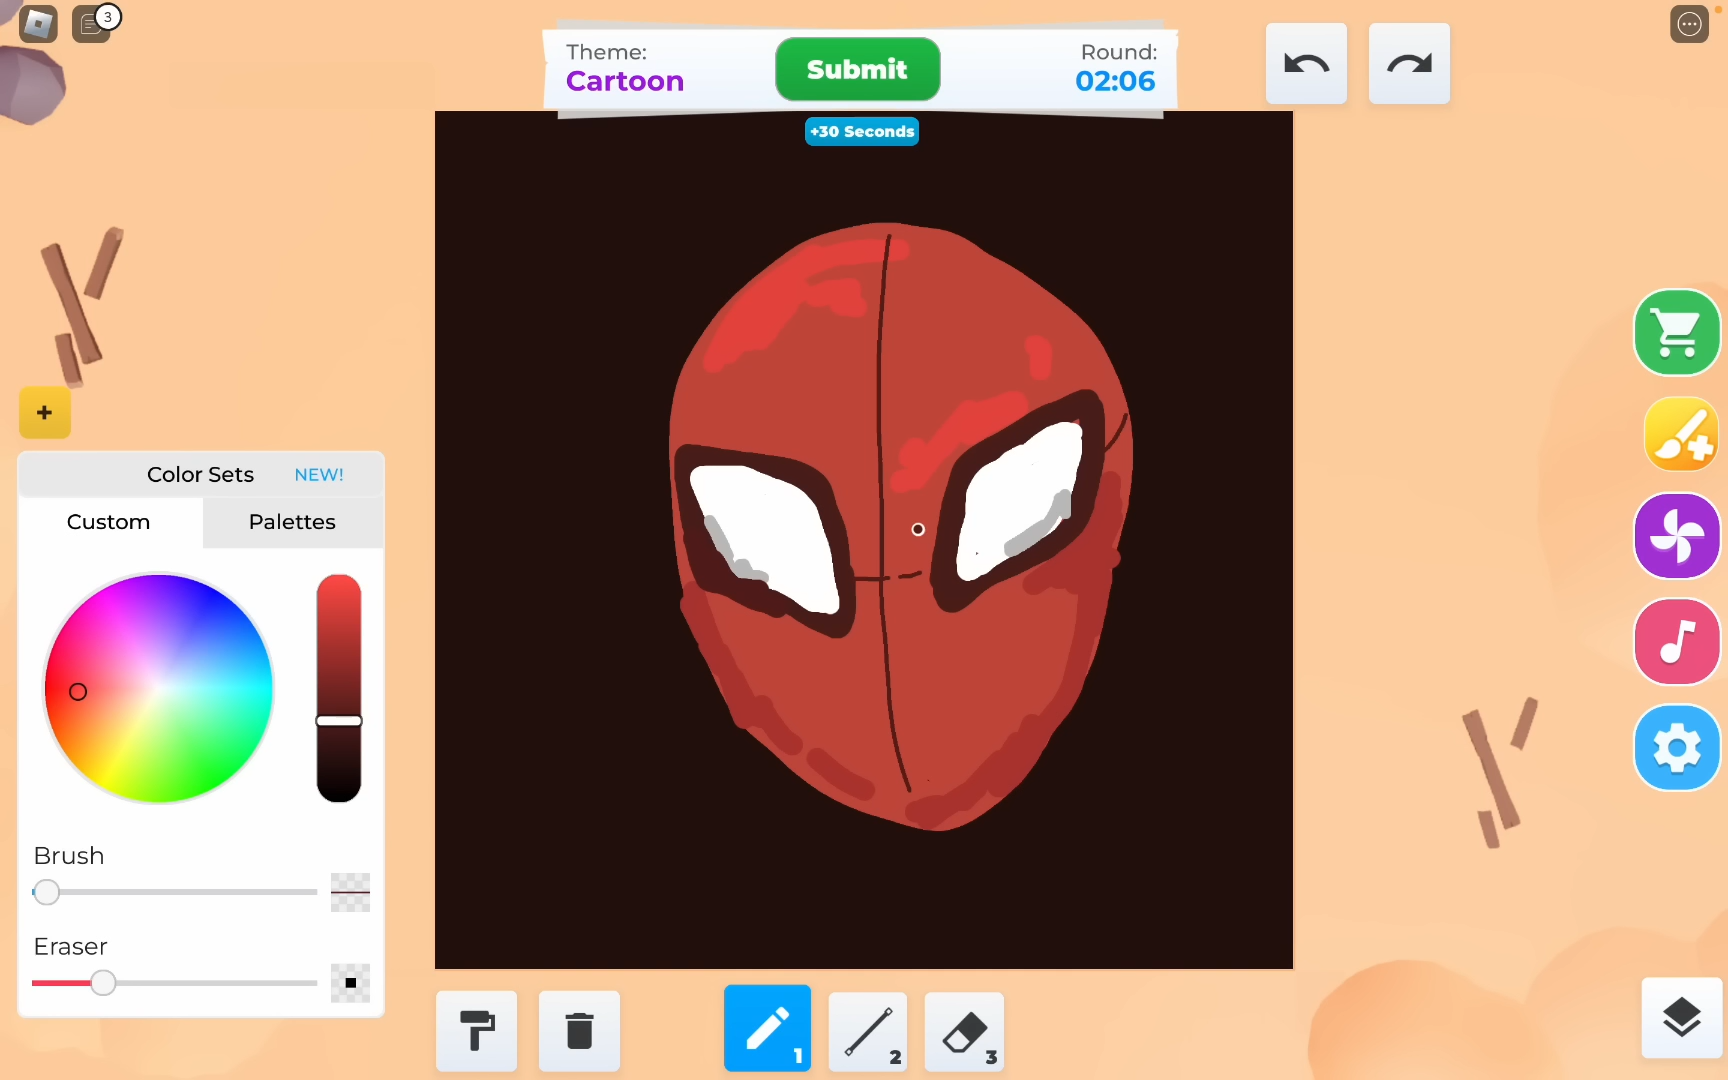 3
Theme:
Cartoon
Submit
Round:
02:06
+30 Seconds
+
Color Sets NEW!
Custom Palettes
Brush
Eraser
1 2 3